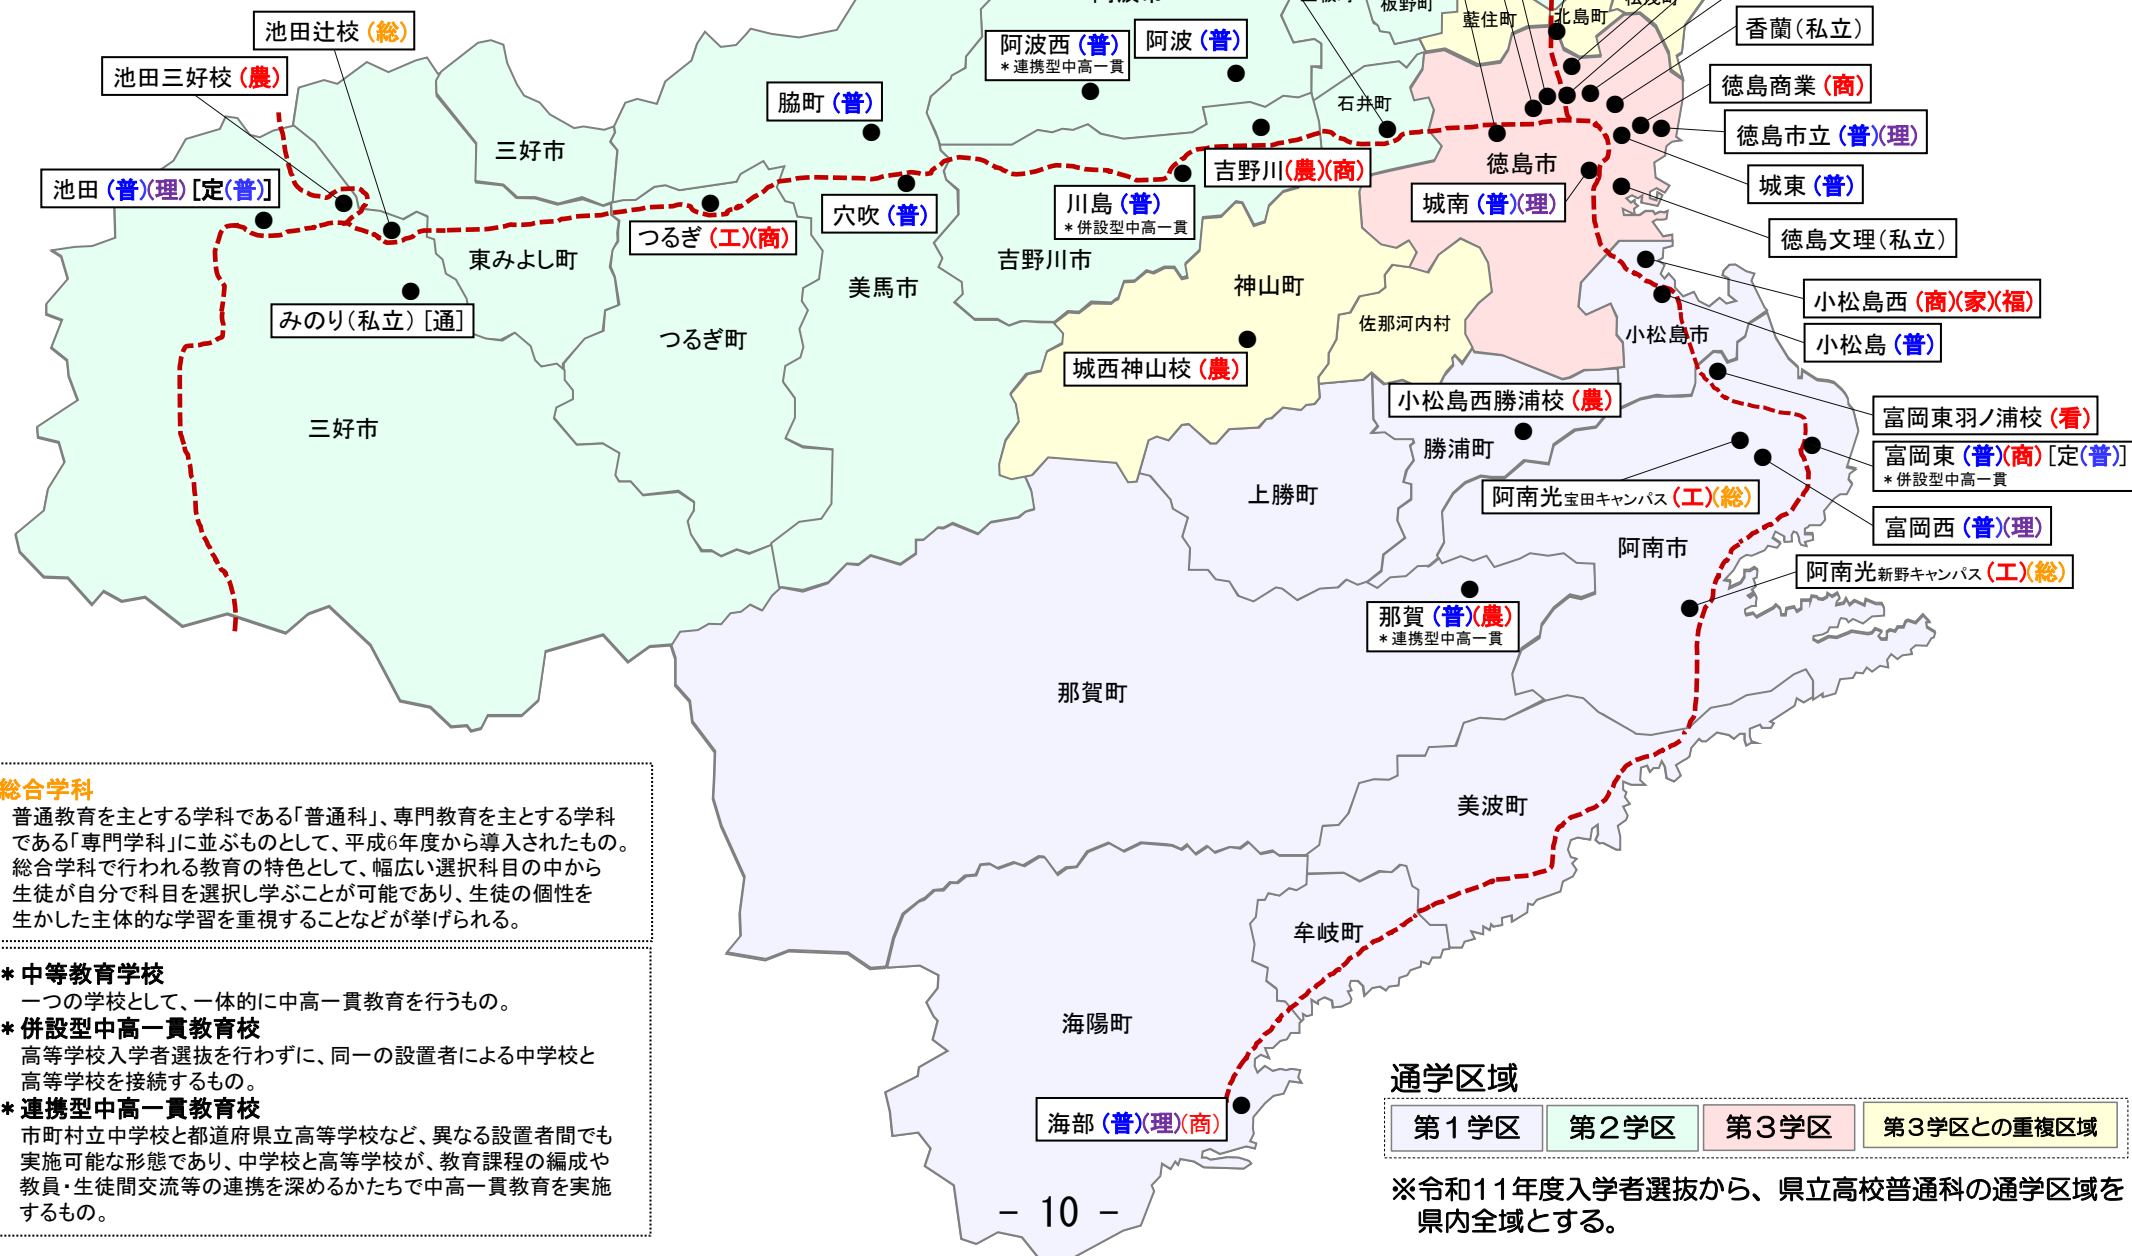 板野町
藍住町
北島町
池田辻校 (総)
香蘭(私立)
阿波西 (普)
＊連携型中高一貫
阿波 (普)
池田三好校 (農)
徳島商業 (商)
脇町 (普)
石井町
徳島市立 (普)(理)
三好市
徳島市
吉野川(農)(商)
池田 (普)(理) [定(普)]
城東 (普)
穴吹 (普)
川島 (普)
＊併設型中高一貫
城南 (普)(理)
つるぎ (工)(商)
徳島文理(私立)
東みよし町
吉野川市
美馬市
神山町
小松島西 (商)(家)(福)
みのり(私立) [通]
つるぎ町
佐那河内村
小松島市
小松島 (普)
城西神山校 (農)
小松島西勝浦校 (農)
富岡東羽ノ浦校 (看)
三好市
勝浦町
富岡東 (普)(商) [定(普)]
＊併設型中高一貫
上勝町
阿南光宝田キャンパス (工)(総)
富岡西 (普)(理)
阿南市
阿南光新野キャンパス (工)(総)
那賀 (普)(農)
＊連携型中高一貫
那賀町
美波町
牟岐町
海陽町
海部 (普)(理)(商)
総合学科
普通教育を主とする学科である「普通科」、専門教育を主とする学科
である「専門学科」に並ぶものとして、平成6年度から導入されたもの。
総合学科で行われる教育の特色として、幅広い選択科目の中から
生徒が自分で科目を選択し学ぶことが可能であり、生徒の個性を
生かした主体的な学習を重視することなどが挙げられる。
＊中等教育学校
一つの学校として、一体的に中高一貫教育を行うもの。
＊併設型中高一貫教育校
高等学校入学者選抜を行わずに、同一の設置者による中学校と
高等学校を接続するもの。
＊連携型中高一貫教育校
市町村立中学校と都道府県立高等学校など、異なる設置者間でも
実施可能な形態であり、中学校と高等学校が、教育課程の編成や
教員・生徒間交流等の連携を深めるかたちで中高一貫教育を実施
するもの。
通学区域
第１学区
第２学区
第３学区
第３学区との重複区域
※令和11年度入学者選抜から、県立高校普通科の通学区域を
県内全域とする。
- 10 -